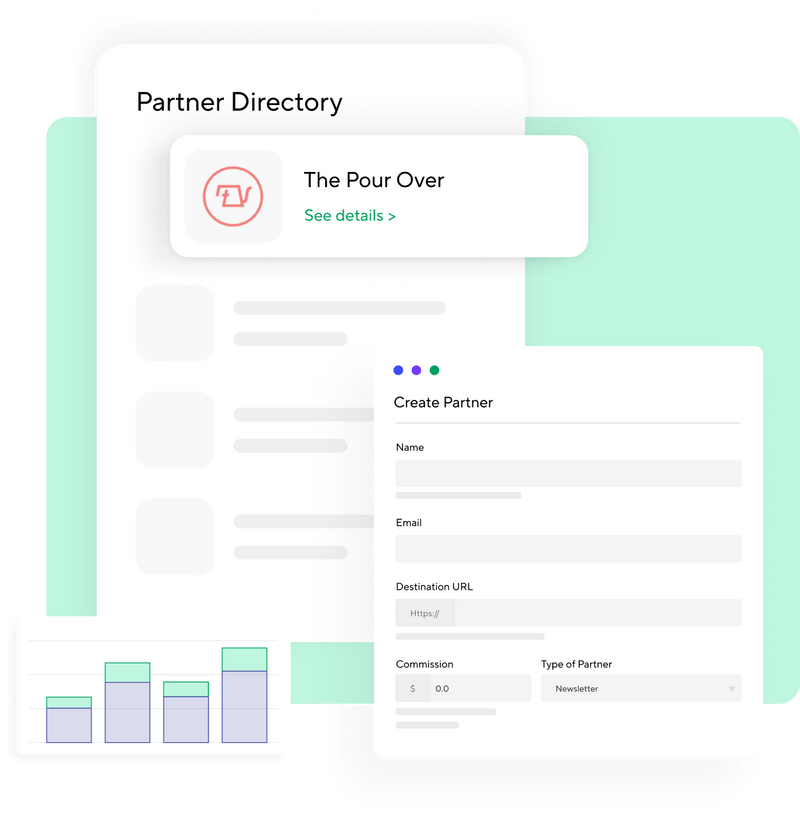 Partner Directory
The Pour Over
See details >
Create Partner
Name
Email
Destination URL
Https://
Commission Type of Partner
$ 0.0 Newsletter